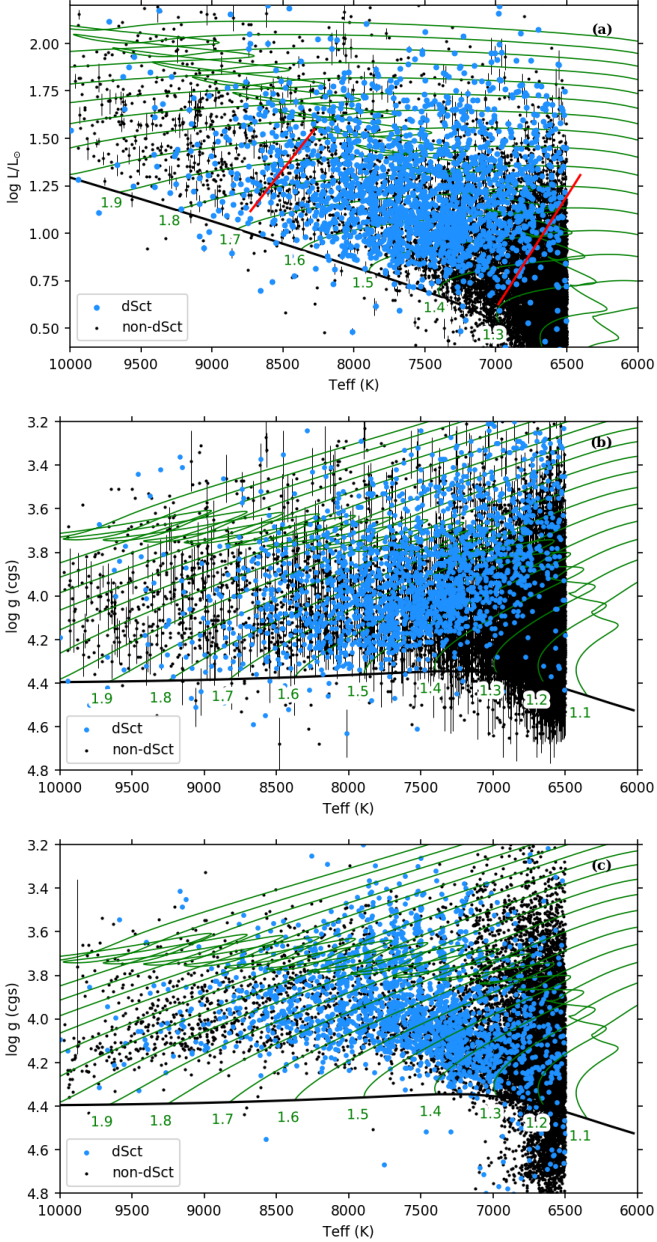 (a)
2.00
1.75
1.50
1.25
1.00
0.75
0.50
log L/L⊙
1.9
1.8
1.7
1.6
1.5
1.4
1.3
dSct
non-dSct
10000 9500 9000 8500 8000 7500 7000 6500 6000
Teff (K)
(b)
3.2
3.4
3.6
3.8
4.0
4.2
4.4
4.6
4.8
log g (cgs)
1.9 1.8 1.7 1.6 1.5 1.4 1.3 1.2 1.1
dSct
non-dSct
10000 9500 9000 8500 8000 7500 7000 6500 6000
Teff (K)
(c)
3.2
3.4
3.6
3.8
4.0
4.2
4.4
4.6
4.8
log g (cgs)
1.9 1.8 1.7 1.6 1.5 1.4 1.3 1.2 1.1
dSct
non-dSct
10000 9500 9000 8500 8000 7500 7000 6500 6000
Teff (K)